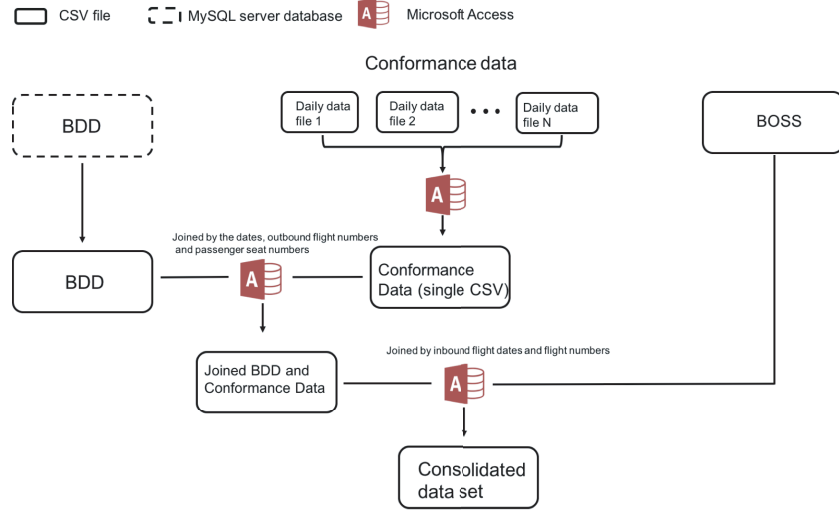 CSV file
MySQL server database
A
Microsoft Access
Conformance data
Daily data
file 1
Daily data
file 2
Daily data
file N
BDD
BOSS
A
Joined by the dates, outbound flight numbers
and passenger seat numbers
BDD
A
Conformance
Data (single CSV)
Joined by inbound flight dates and flight numbers
Joined BDD and
Conformance Data
A
Consolidated
data set